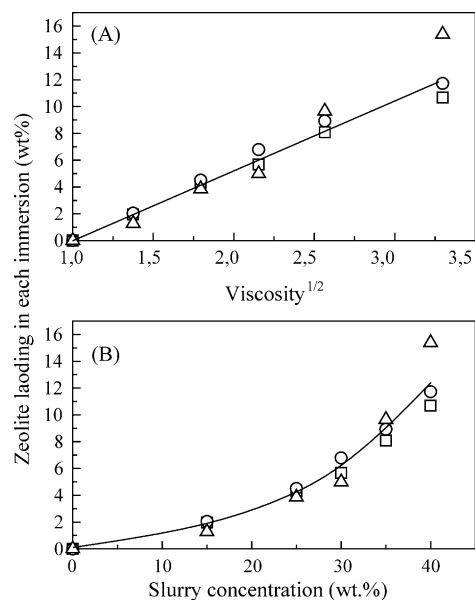 (A)
16
14
12
10
8
6
4
2
0
1,0 1,5 2,0 2,5 3,0 3,5
Viscosity1/2
Zeolite laoding in each immersion (wt%)
(B)
16
14
12
10
8
6
4
2
0
0 10 20 30 40
Slurry concentration (wt.%)